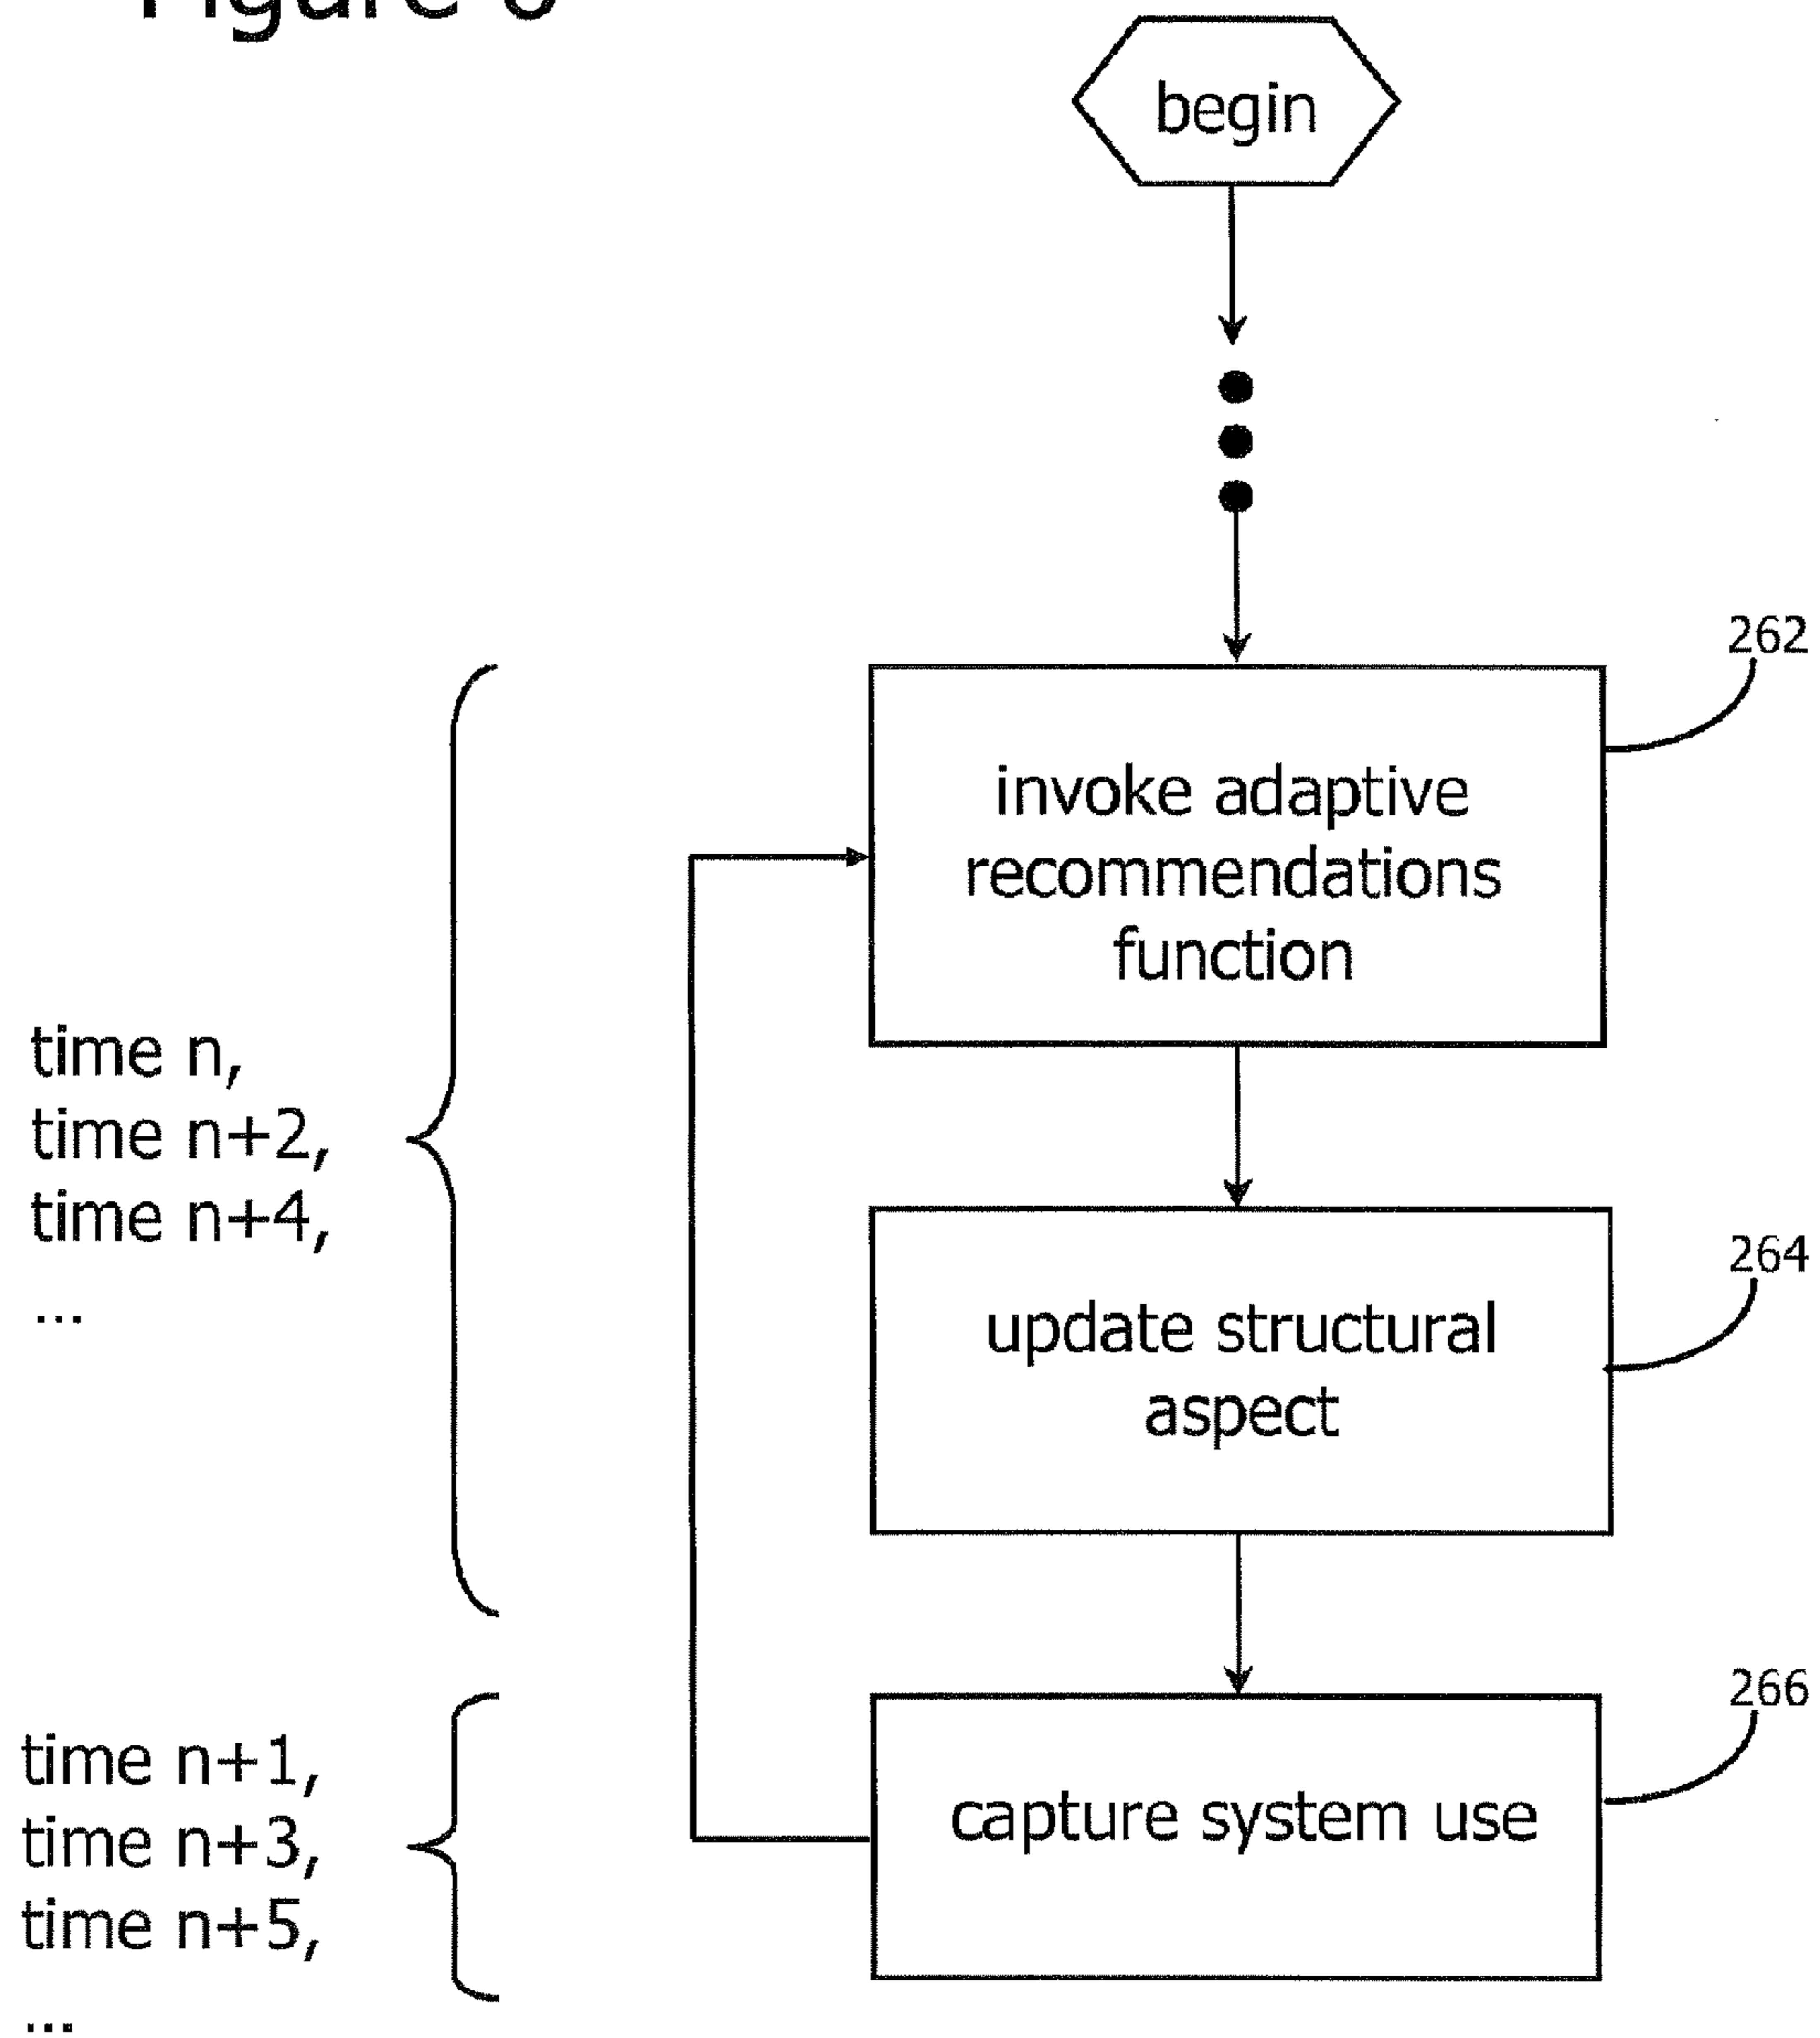 Figure
begin
262
invoke adaptive
recommendations
function
time n,
time n+2,
time n+4,
...
264
update structural
aspect
266
capture system use
time n+1,
time n+3,
time n+5,
...